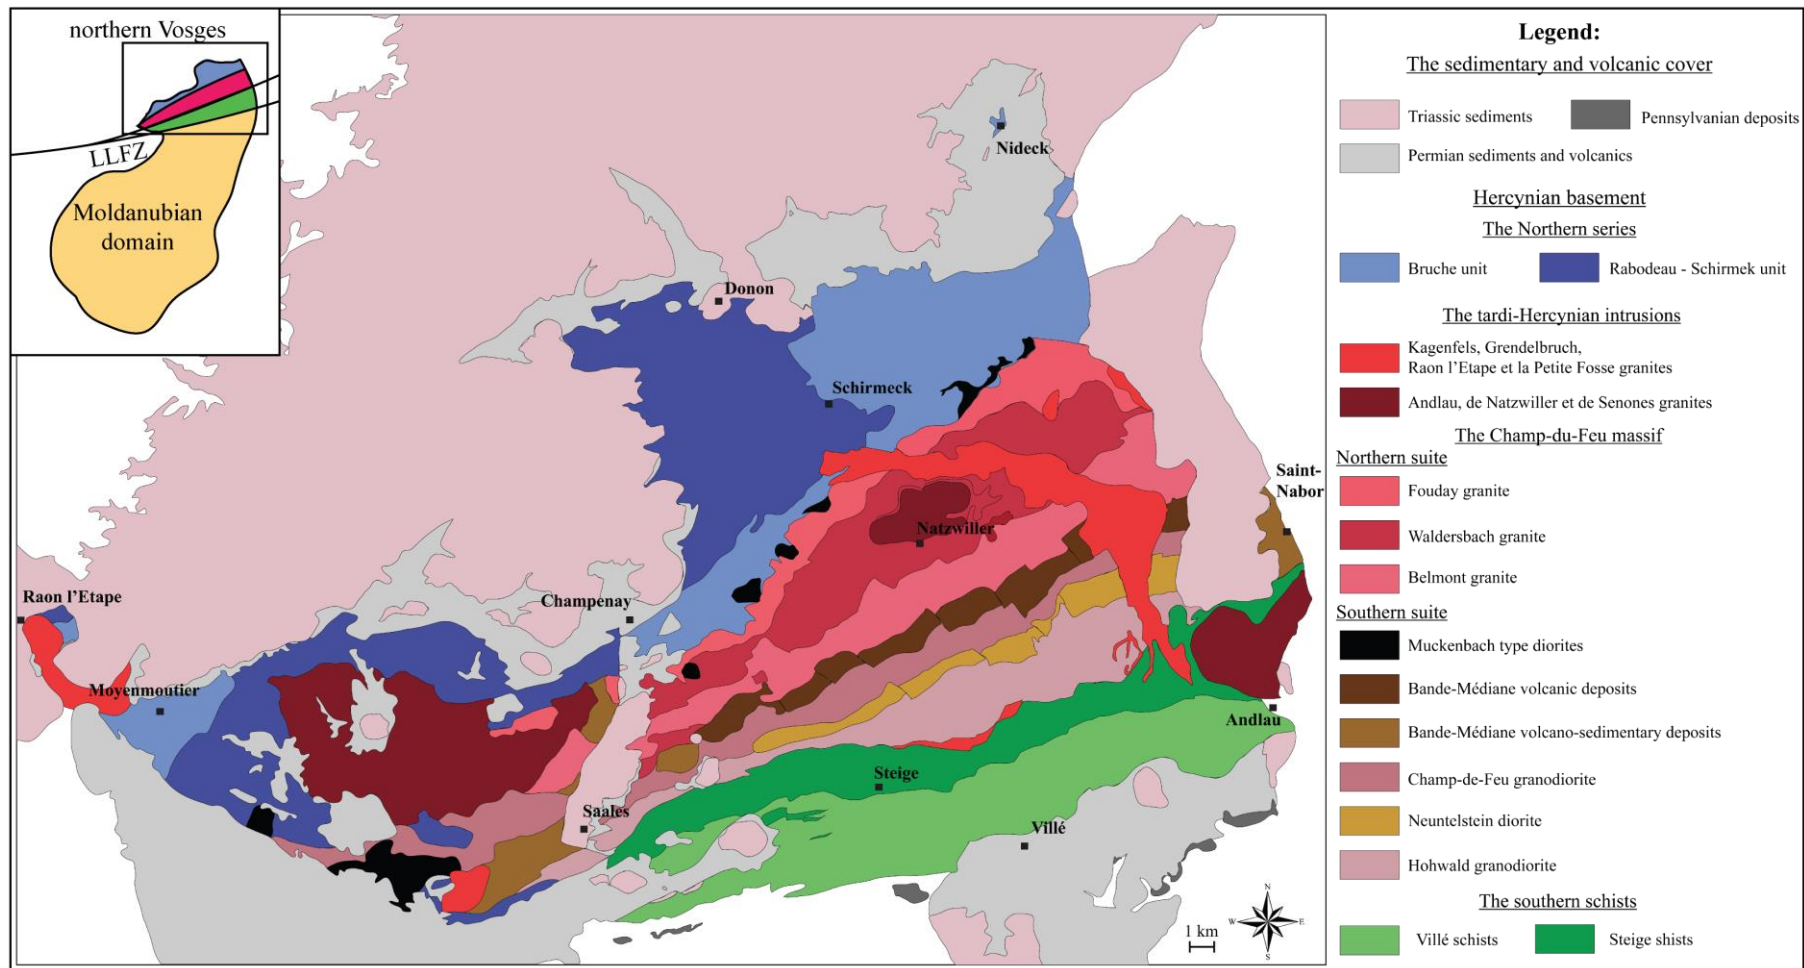 northern Vosges
LLFZ
Moldanubian
domain
Nideck
Donon
Schirmeck
Saint-
Nabor
Natzwiller
Raon l'Etape
Champenay
Moyenmoutier
Andlau
Steige
Saales
Villé
1 km
N
W
E
S
Legend:
The sedimentary and volcanic cover
Triassic sediments
Pennsylvanian deposits
Permian sediments and volcanics
Hercynian basement
The Northern series
Bruche unit
Rabodeau - Schirmek unit
The tardi-Hercynian intrusions
Kagenfels, Grendelbruch,
Raon l'Etape et la Petite Fosse granites
Andlau, de Natzwiller et de Senones granites
The Champ-du-Feu massif
Northern suite
Fouday granite
Waldersbach granite
Belmont granite
Southern suite
Muckenbach type diorites
Bande-Médiane volcanic deposits
Bande-Médiane volcano-sedimentary deposits
Champ-de-Feu granodiorite
Neuntelstein diorite
Hohwald granodiorite
The southern schists
Villé schists
Steige shists